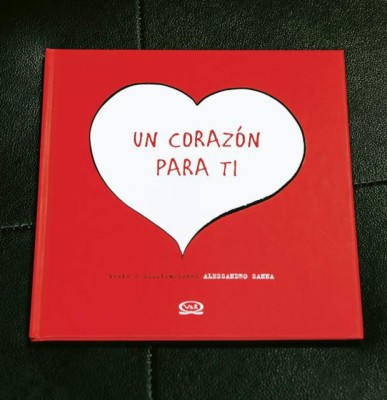 UN CORAZÓN
PARA TI
ALESSANDRO SANNA
V&R